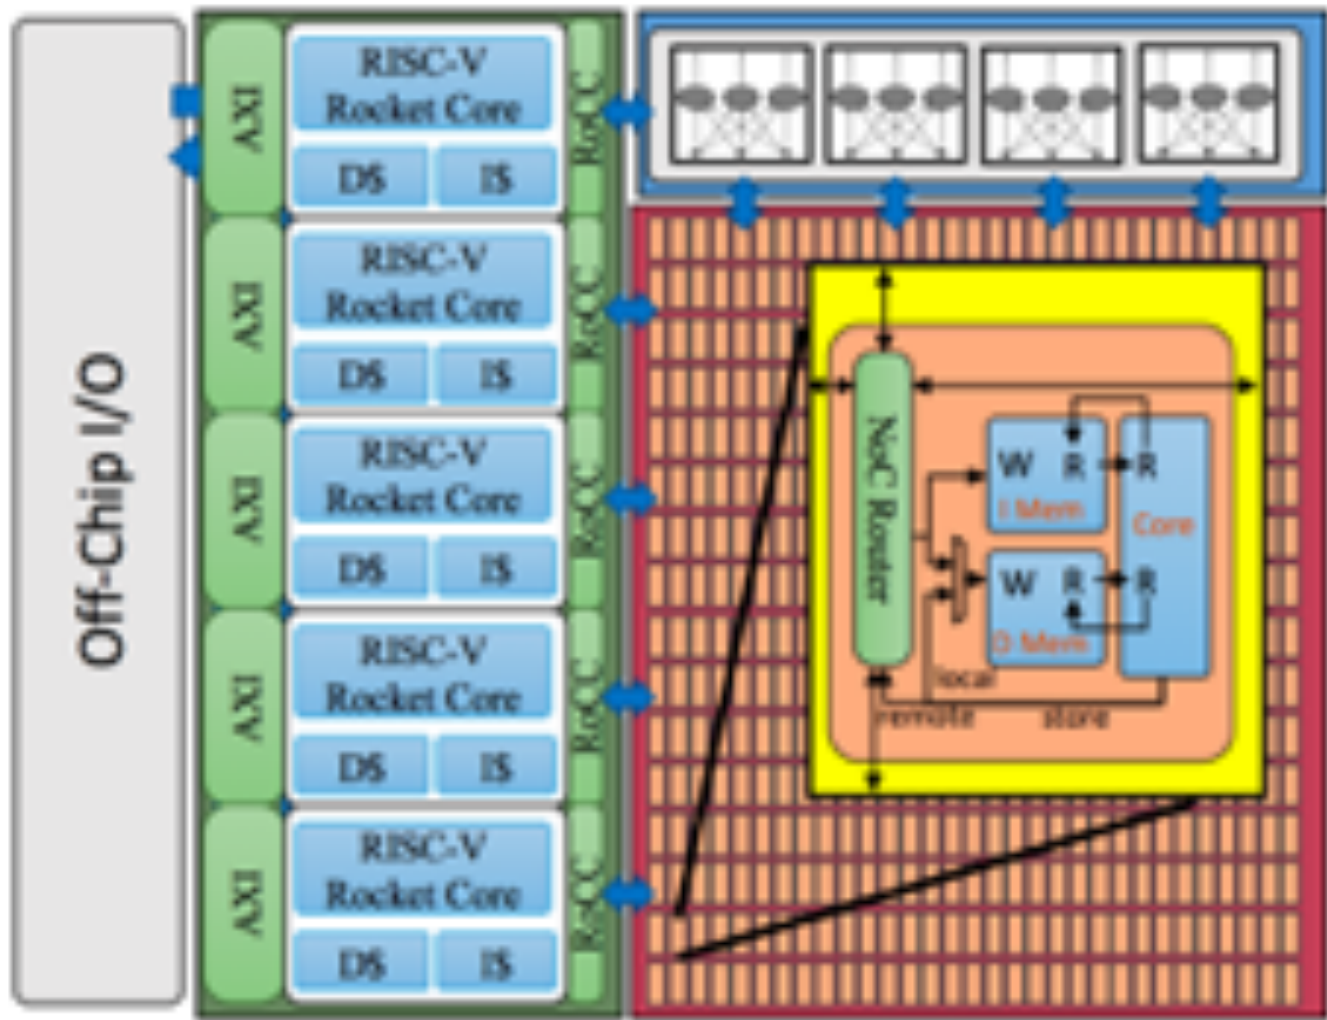 Off-Chip I/O
AXI
RISC-V
Rocket Core
D$
I$
RoCC
AXI
RISC-V
Rocket Core
D$
I$
RoCC
AXI
RISC-V
Rocket Core
D$
I$
RoCC
AXI
RISC-V
Rocket Core
D$
I$
RoCC
AXI
RISC-V
Rocket Core
D$
I$
RoCC
NoC Router
W R
I Mem
R
Core
W R
D Mem
R
local
remote
store